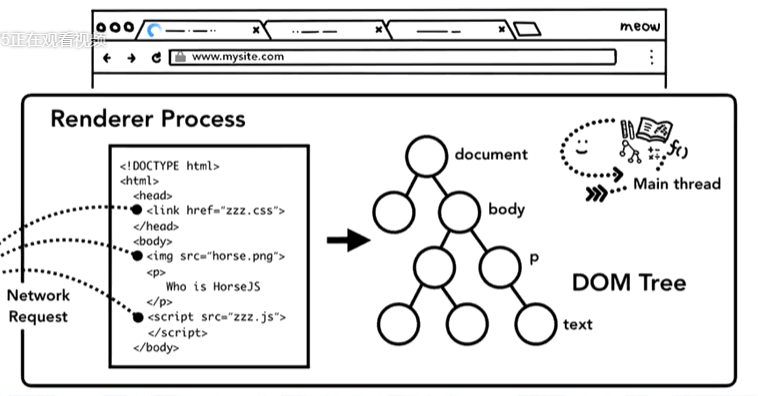 meow
5正在观看视频
www.mysite.com
Renderer Process
<!DOCTYPE html>
<html>
<head>
<link href="zzz.css">
</head>
<body>
<img src="horse.png">
<p>
Who is HorseJS
</p>
<script src="zzz.js">
</script>
</body>
Network
Request
document
body
p
text
DOM Tree
f()
Main thread